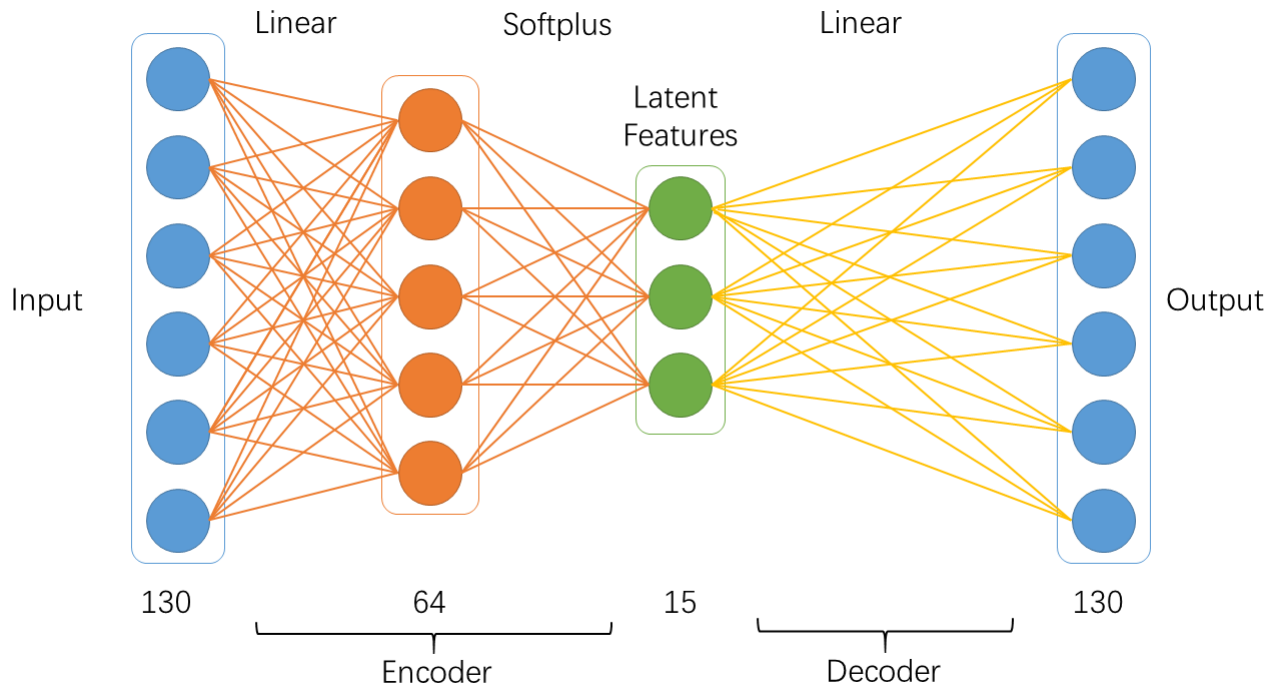 Linear
Softplus
Linear
Latent
Features
Input
Output
130
64
15
130
Encoder
Decoder